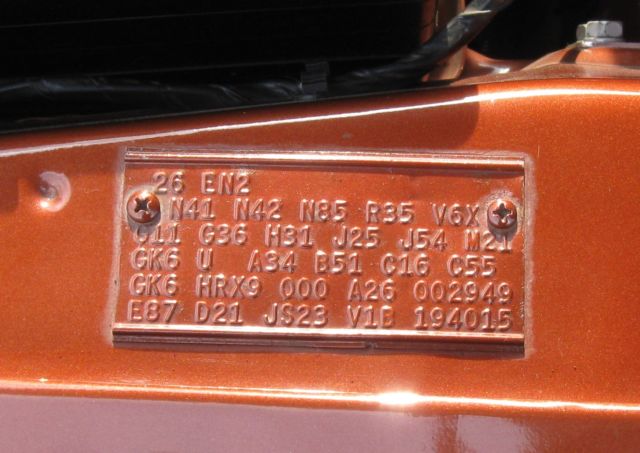 26 EN2
N41 N42 N85 R35 V6X
G11 G36 H31 J25 J54 M21
GK6 U A34 B51 C16 C55
GK6 HRX9 000 A26 002949
E87 D21 JS23 V1B 194015